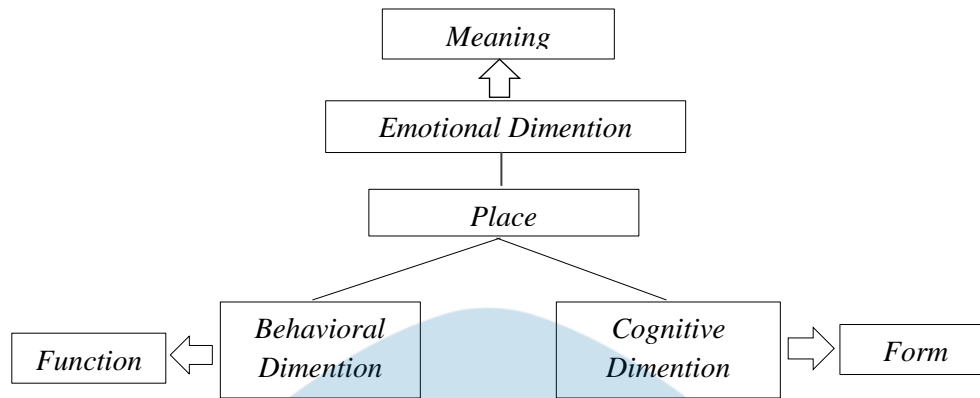 Meaning
Emotional Dimention
Place
Behavioral
Dimention
Cognitive
Dimention
Function
Form